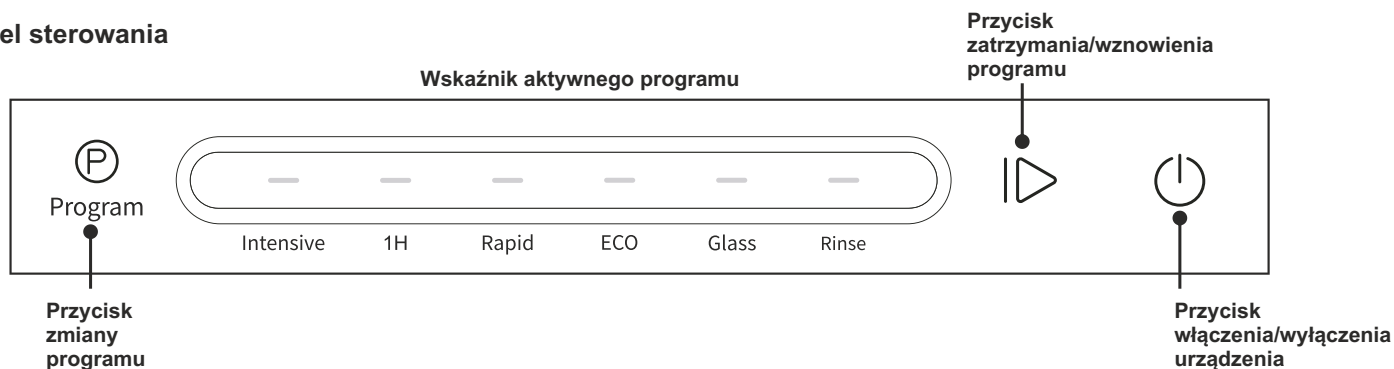 el sterowania
Przycisk
zatrzymania/wznowienia
programu
Wskaźnik aktywnego programu
P
Program
Intensive 1H Rapid ECO Glass Rinse
Przycisk
zmiany
programu
Przycisk
włączenia/wyłączenia
urządzenia